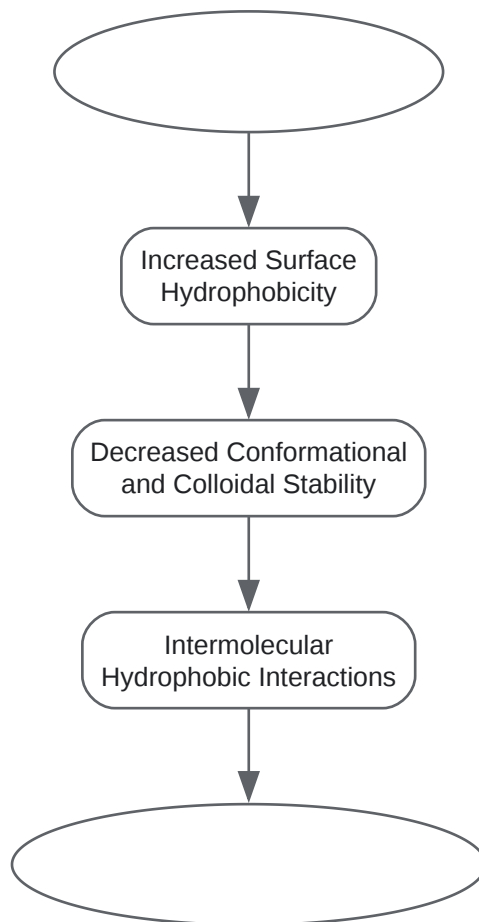 Increased Surface
Hydrophobicity
Decreased Conformational
and Colloidal Stability
Intermolecular
Hydrophobic Interactions